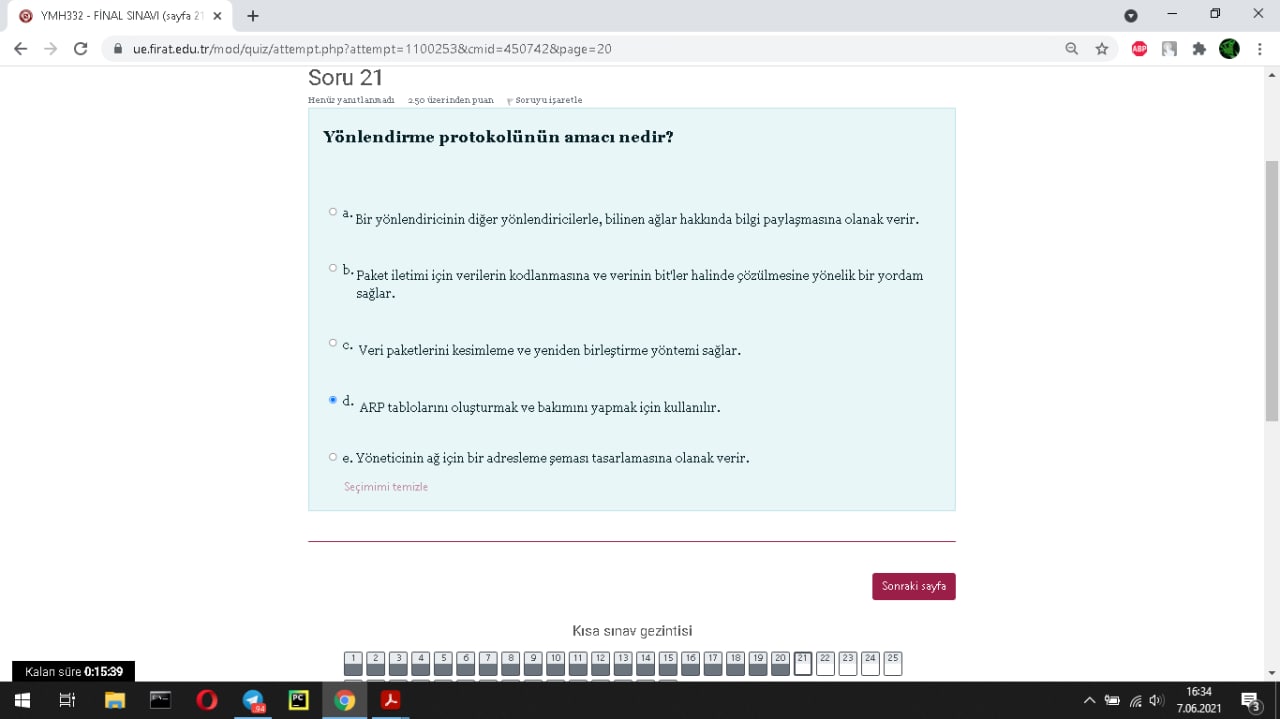 YMH332 - FİNAL SINAVI (sayfa 21
ue.firat.edu.tr/mod/quiz/attempt.php?attempt=1100253&cmid=450742&page=20
ABP
Soru 21
Henüz yanıtlanmadı 2.50 üzerinden puan Soruyu işaretle
Yönlendirme protokolünün amacı nedir?
a. Bir yönlendiricinin diğer yönlendiricilerle, bilinen ağlar hakkında bilgi paylaşmasına olanak verir.
b. Paket iletimi için verilerin kodlanmasına ve verinin bit'ler halinde çözülmesine yönelik bir yordam
sağlar.
c. Veri paketlerini kesimleme ve yeniden birleştirme yöntemi sağlar.
d. ARP tablolarını oluşturmak ve bakımını yapmak için kullanılır.
e. Yöneticinin ağ için bir adresleme şeması tasarlamasına olanak verir.
Seçimimi temizle
Sonraki sayfa
Kısa sınav gezintisi
1 2 3 4 5 6 7 8 9 10 11 12 13 14 15 16 17 18 19 20 21 22 23 24 25
Kalan süre 0:15:39
94
PC
16:34
7.06.2021
3